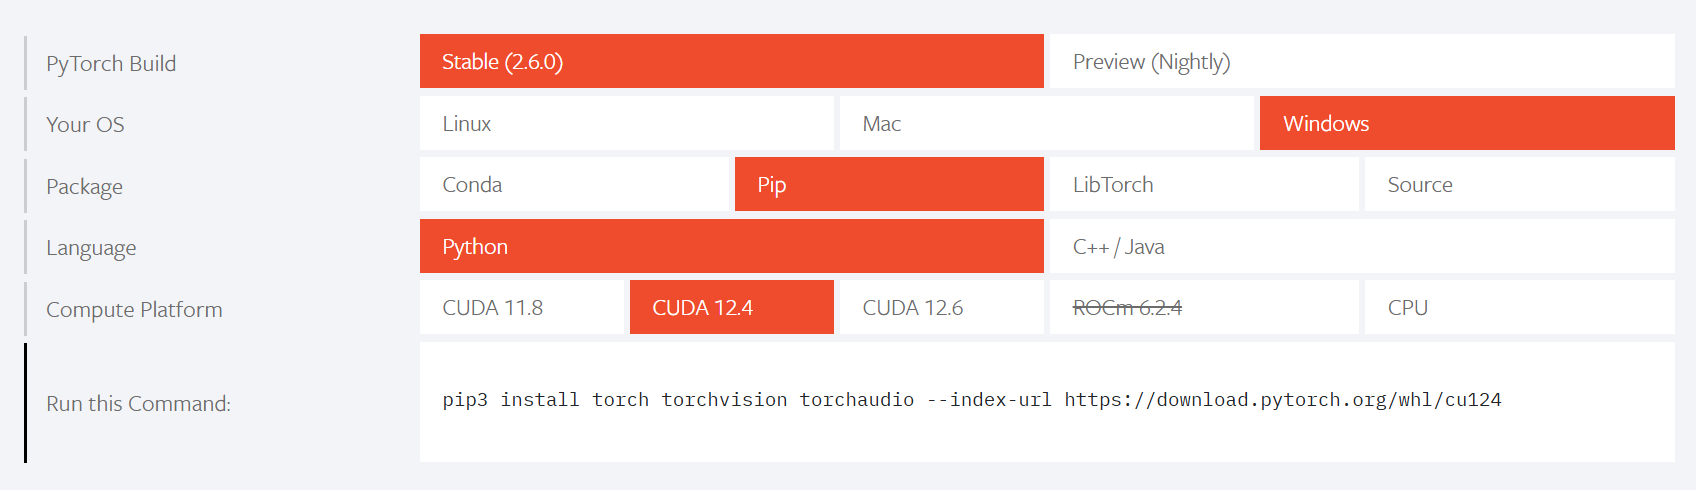 PyTorch Build
Stable (2.6.0)
Preview (Nightly)
Your OS
Linux
Mac
Windows
Package
Conda
Pip
LibTorch
Source
Language
Python
C++ / Java
Compute Platform
CUDA 11.8
CUDA 12.4
CUDA 12.6
ROCm 6.2.4
CPU
Run this Command:
pip3 install torch torchvision torchaudio --index-url https://download.pytorch.org/whl/cu124